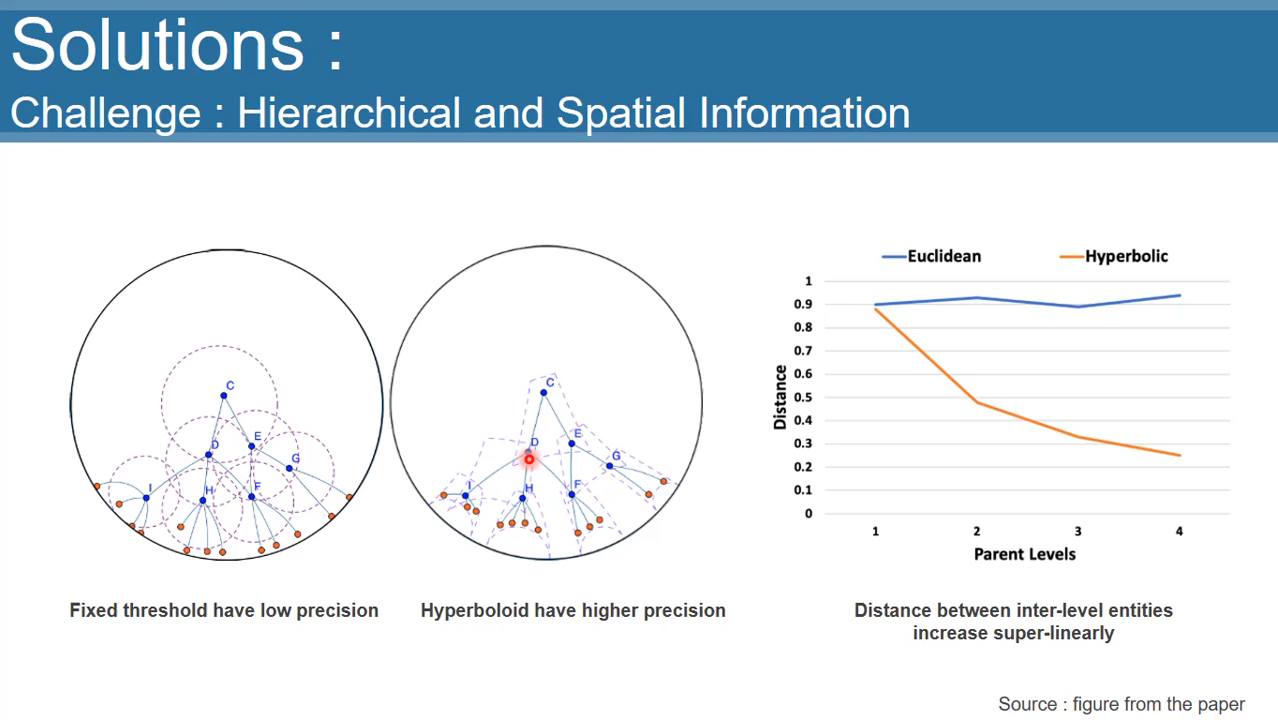 Solutions :
Challenge : Hierarchical and Spatial Information
C
D
E
G
I
H
F
Fixed threshold have low precision
C
D
E
G
I
H
F
Hyperboloid have higher precision
Euclidean
Hyperbolic
1
0.9
0.8
0.7
0.6
0.5
0.4
0.3
0.2
0.1
0
Distance
1 2 3 4
Parent Levels
Distance between inter-level entities
increase super-linearly
Source : figure from the paper